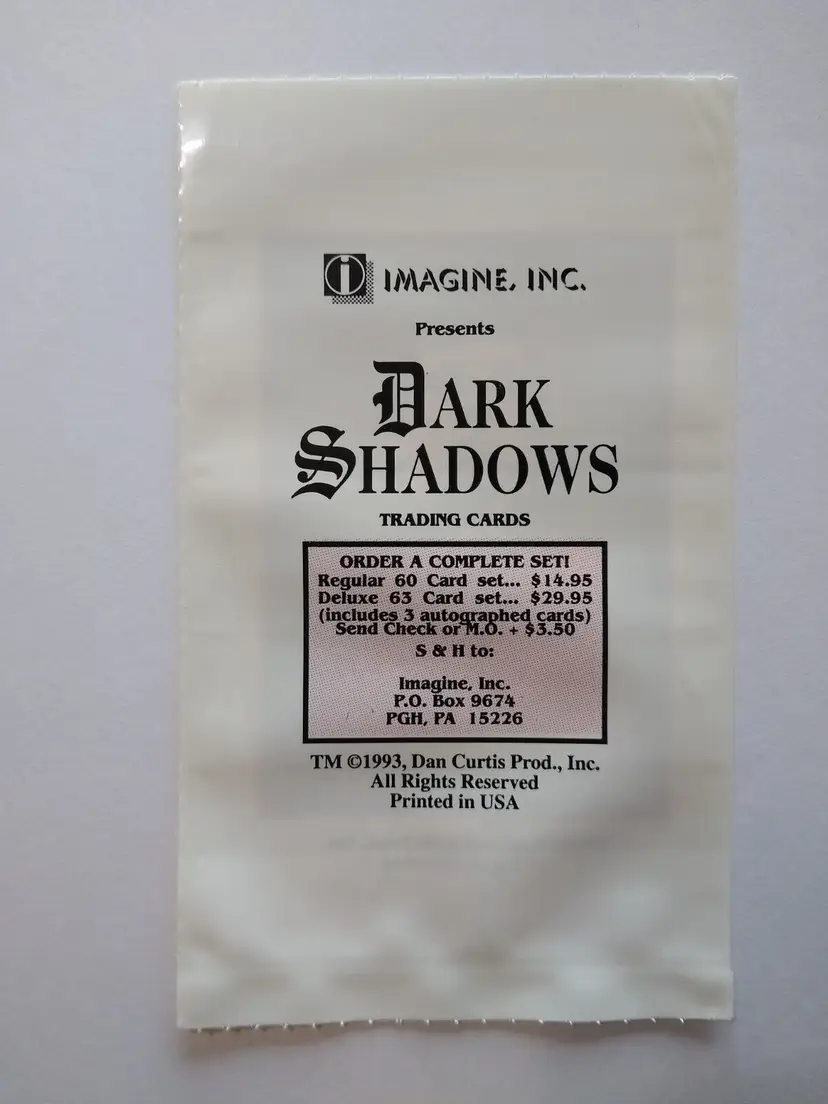 IMAGINE, INC.
Presents
DARK
SHADOWS
TRADING CARDS
ORDER A COMPLETE SET!
Regular 60 Card set... $14.95
Deluxe 63 Card set... $29.95
(includes 3 autographed cards)
Send Check or M.O. + $3.50
S & H to:
Imagine, Inc.
P.O. Box 9674
PGH, PA 15226
TM ©1993, Dan Curtis Prod., Inc.
All Rights Reserved
Printed in USA